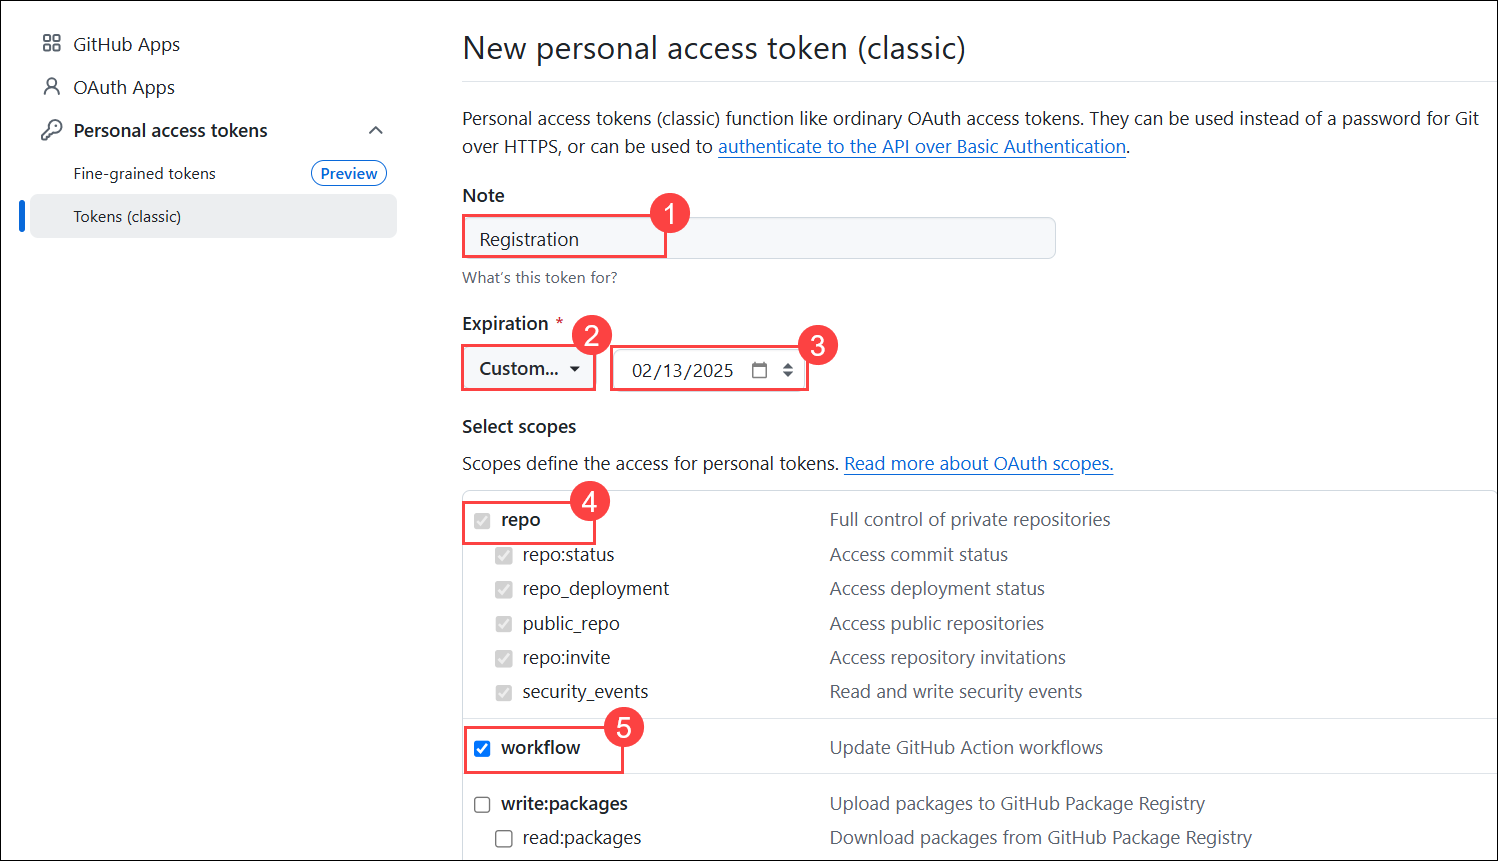 GitHub Apps
OAuth Apps
Personal access tokens
Fine-grained tokens Preview
Tokens (classic)
New personal access token (classic)
Personal access tokens (classic) function like ordinary OAuth access tokens. They can be used instead of a password for Git
over HTTPS, or can be used to authenticate to the API over Basic Authentication.
Note
1
Registration
What's this token for?
Expiration *
2
3
Custom...
02/13/2025
Select scopes
Scopes define the access for personal tokens. Read more about OAuth scopes.
4
repo Full control of private repositories
repo:status Access commit status
repo_deployment Access deployment status
public_repo Access public repositories
repo:invite Access repository invitations
security_events Read and write security events
5
workflow Update GitHub Action workflows
write:packages Upload packages to GitHub Package Registry
read:packages Download packages from GitHub Package Registry